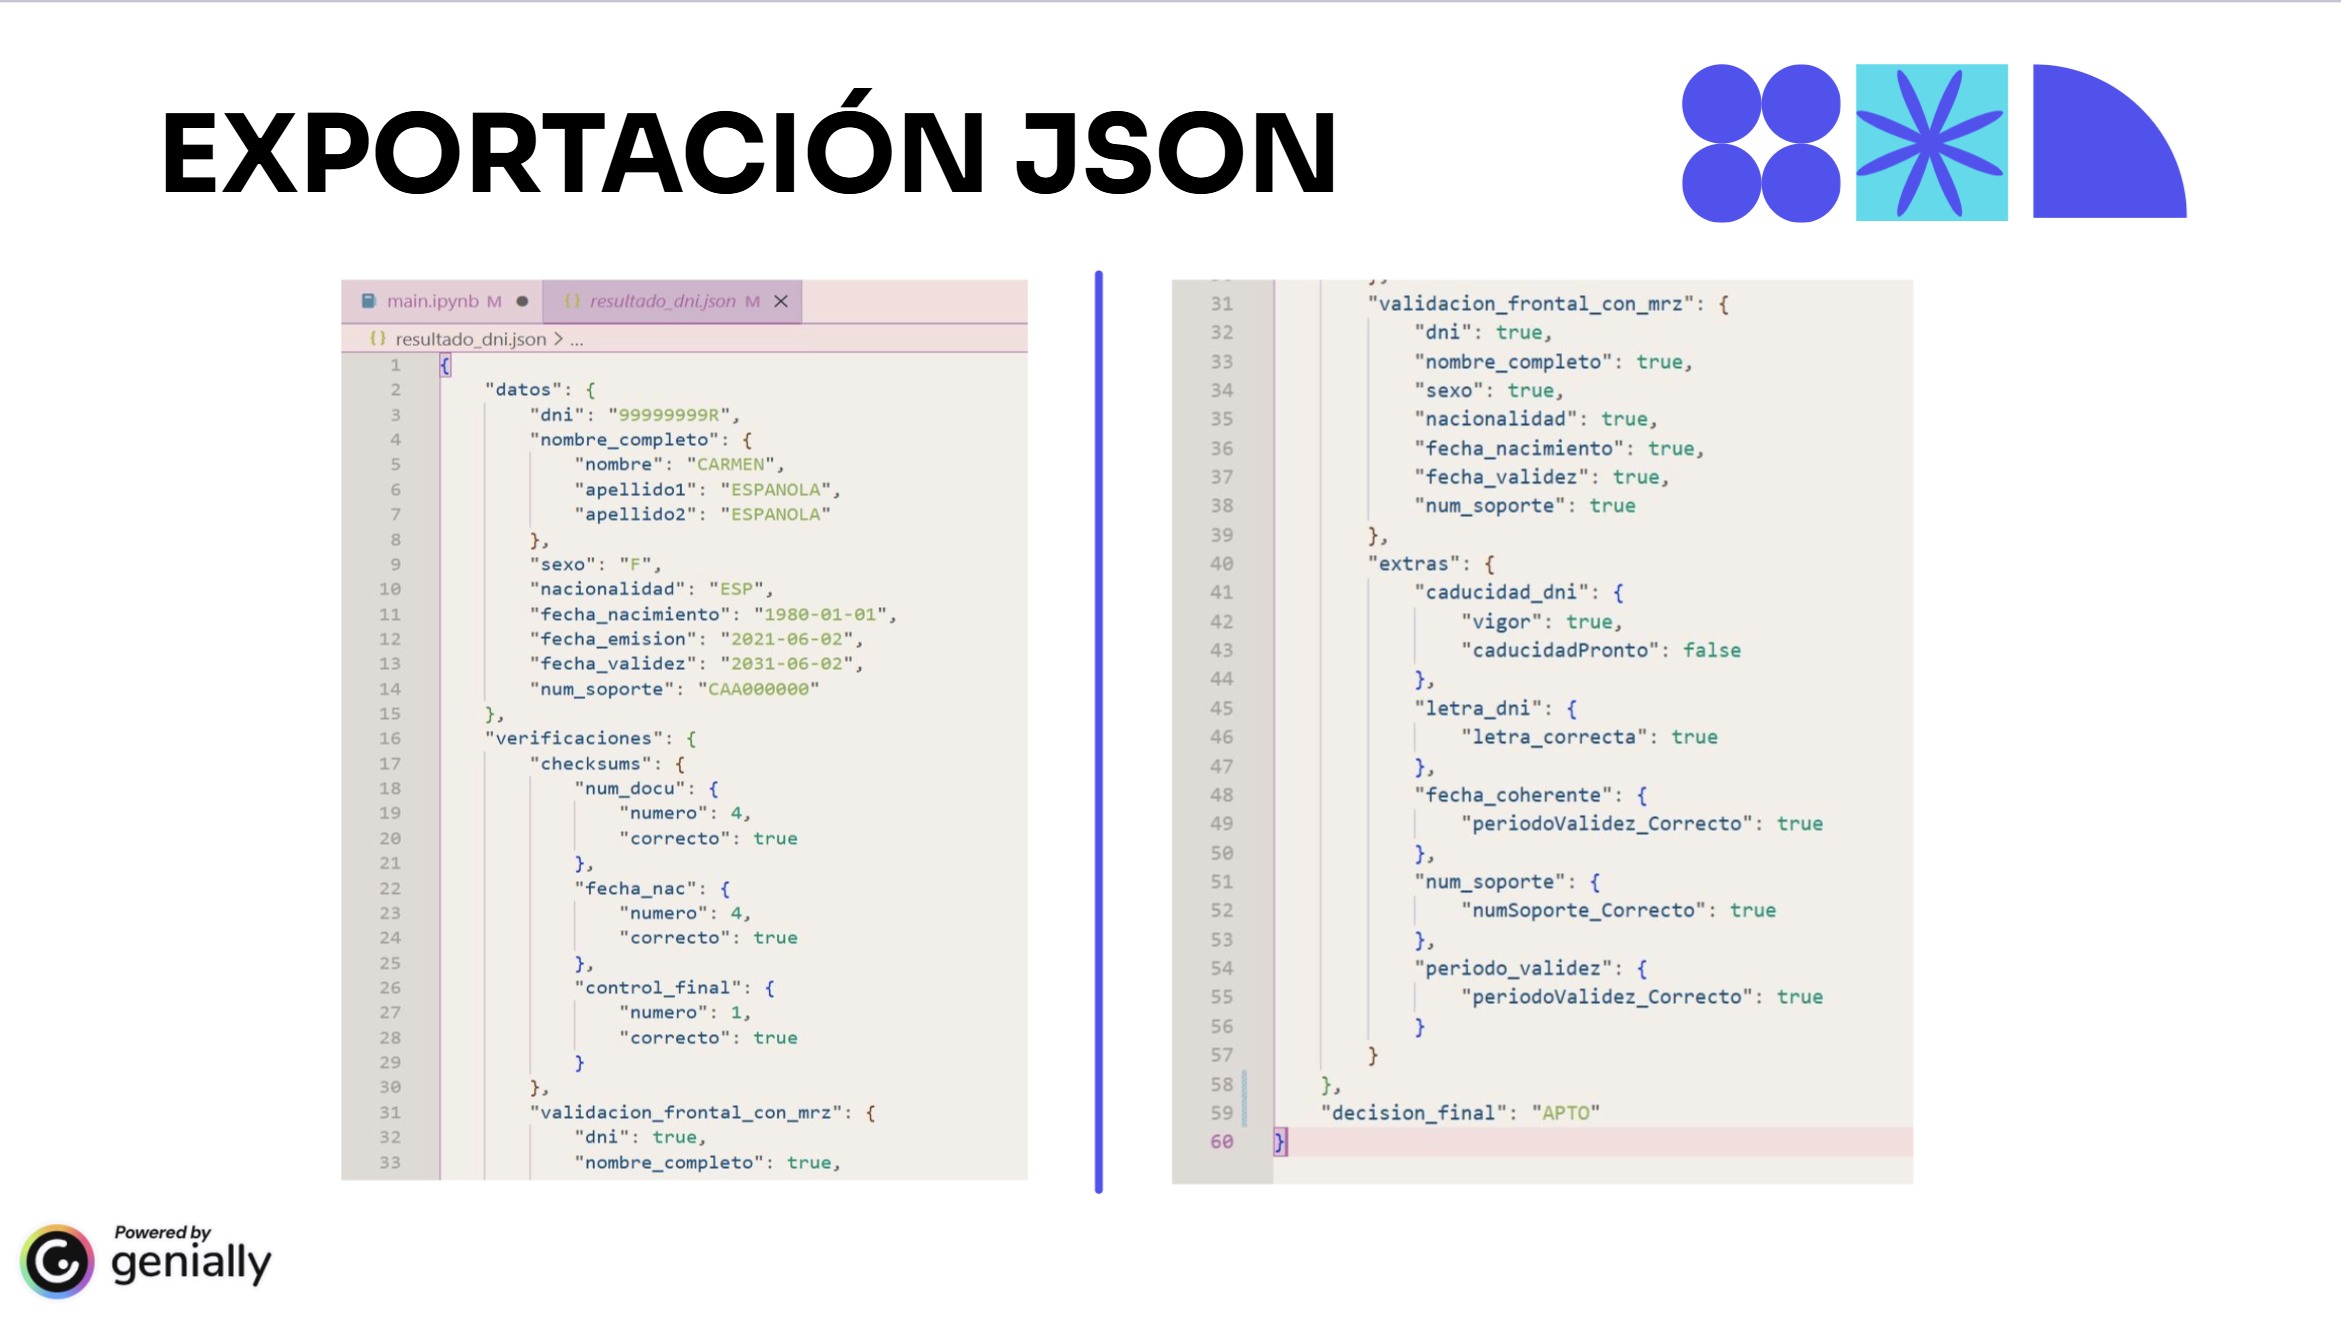 EXPORTACIÓN JSON
main.ipynb M
resultado_dni.json M
resultado_dni.json > ...
1 {
2 "datos": {
3 "dni": "99999999R",
4 "nombre_completo": {
5 "nombre": "CARMEN",
6 "apellido1": "ESPANOLA",
7 "apellido2": "ESPANOLA"
8 },
9 "sexo": "F",
10 "nacionalidad": "ESP",
11 "fecha_nacimiento": "1980-01-01",
12 "fecha_emision": "2021-06-02",
13 "fecha_validez": "2031-06-02",
14 "num_soporte": "CAA000000"
15 },
16 "verificaciones": {
17 "checksums": {
18 "num_docu": {
19 "numero": 4,
20 "correcto": true
21 },
22 "fecha_nac": {
23 "numero": 4,
24 "correcto": true
25 },
26 "control_final": {
27 "numero": 1,
28 "correcto": true
29 }
30 },
31 "validacion_frontal_con_mrz": {
32 "dni": true,
33 "nombre_completo": true,
31 "validacion_frontal_con_mrz": {
32 "dni": true,
33 "nombre_completo": true,
34 "sexo": true,
35 "nacionalidad": true,
36 "fecha_nacimiento": true,
37 "fecha_validez": true,
38 "num_soporte": true
39 },
40 "extras": {
41 "caducidad_dni": {
42 "vigor": true,
43 "caducidadPronto": false
44 },
45 "letra_dni": {
46 "letra_correcta": true
47 },
48 "fecha_coherente": {
49 "periodoValidez_Correcto": true
50 },
51 "num_soporte": {
52 "numSoporte_Correcto": true
53 },
54 "periodo_validez": {
55 "periodoValidez_Correcto": true
56 }
57 }
58 },
59 "decision_final": "APTO"
60 }
Powered by
genially